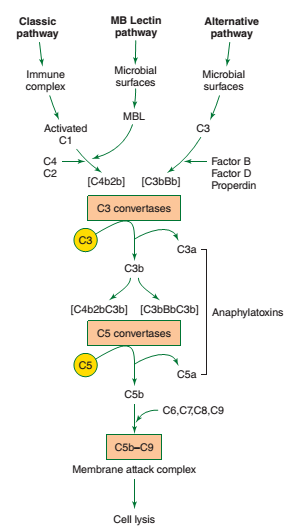 Classic
pathway
MB Lectin
pathway
Alternative
pathway
Immune
complex
Microbial
surfaces
Microbial
surfaces
MBL
Activated
C1
C3
C4
C2
Factor B
Factor D
Properdin
[C4b2b]
[C3bBb]
C3 convertases
C3
C3a
C3b
[C4b2bC3b]
[C3bBbC3b]
Anaphylatoxins
C5 convertases
C5
C5a
C5b
C6,C7,C8,C9
C5b–C9
Membrane attack complex
Cell lysis